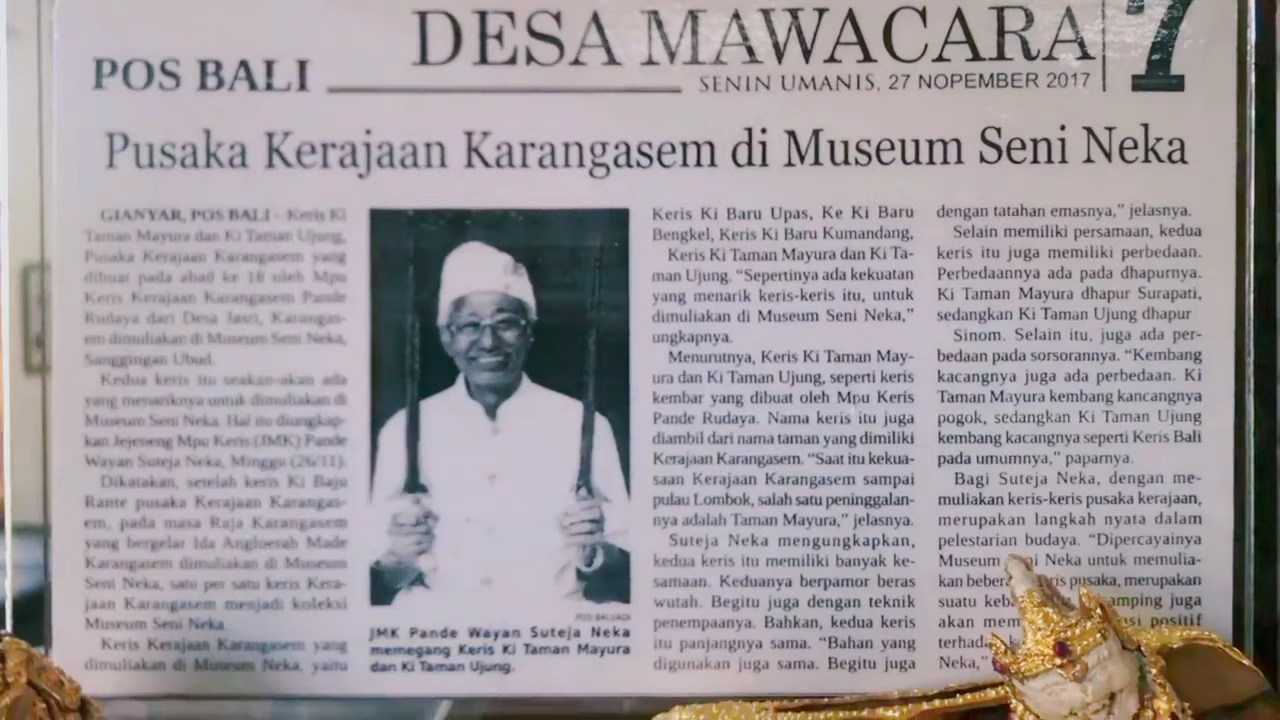 DESA MAWACARA
7
POS BALI
SENIN UMANIS, 27 NOPEMBER 2017
Pusaka Kerajaan Karangasem di Museum Seni Neka
GIANYAR, POS BALI - Keris Ki
Taman Mayura dan Ki Taman Ujung,
Pusaka Kerajaan Karangasem yang
dibuat pada abad ke 18 oleh Mpu
Keris Kerajaan Karangasem Pande
Rudaya dari Desa Jasri, Karangas-
em dimuliakan di Museum Seni Neka,
Sanggingan Ubud.
Kedua keris itu seakan-akan ada
yang menariknya untuk dimuliakan di
Museum Seni Neka. Hal itu diungkap-
kan Jejeneng Mpu Keris (JMK) Pande
Wayan Suteja Neka, Minggu (26/11).
Dikatakan, setelah keris Ki Baju
Rante pusaka Kerajaan Karangas-
em, pada masa Raja Karangasem
yang bergelar Ida Angloerah Made
Karangasem dimuliakan di Museum
Seni Neka, satu per satu keris Kera-
jaan Karangasem menjadi koleksi
Museum Seni Neka.
Keris Kerajaan Karangasem yang
dimuliakan di Museum Neka, yaitu
JMK Pande Wayan Suteja Neka
memegang Keris Ki Taman Mayura
dan Ki Taman Ujung.
Keris Ki Baru Upas, Ke Ki Baru
Bengkel, Keris Ki Baru Kumandang,
Keris Ki Taman Mayura dan Ki Ta-
man Ujung. “Sepertinya ada kekuatan
yang menarik keris-keris itu, untuk
dimuliakan di Museum Seni Neka,”
ungkapnya.
Menurutnya, Keris Ki Taman May-
ura dan Ki Taman Ujung, seperti keris
kembar yang dibuat oleh Mpu Keris
Pande Rudaya. Nama keris itu juga
diambil dari nama taman yang dimiliki
Kerajaan Karangasem. “Saat itu kekua-
saan Kerajaan Karangasem sampai
pulau Lombok, salah satu peninggalan-
nya adalah Taman Mayura,” jelasnya.
Suteja Neka mengungkapkan,
kedua keris itu memiliki banyak ke-
samaan. Keduanya berpamor beras
wutah. Begitu juga dengan teknik
penempaanya. Bahkan, kedua keris
itu panjangnya sama. “Bahan yang
digunakan juga sama. Begitu juga
dengan tatahan emasnya,” jelasnya.
Selain memiliki persamaan, kedua
keris itu juga memiliki perbedaan.
Perbedaannya ada pada dhapurnya.
Ki Taman Mayura dhapur Surapati,
sedangkan Ki Taman Ujung dhapur
Sinom. Selain itu, juga ada per-
bedaan pada sorsorannya. “Kembang
kacangnya juga ada perbedaan. Ki
Taman Mayura kembang kancangnya
pogok, sedangkan Ki Taman Ujung
kembang kacangnya seperti Keris Bali
pada umumnya,” paparnya.
Bagi Suteja Neka, dengan me-
muliakan keris-keris pusaka kerajaan,
merupakan langkah nyata dalam
pelestarian budaya. “Dipercayainya
Museum Neka untuk memulia-
kan pusaka, merupakan
suatu juga
akan positif
Neka,”